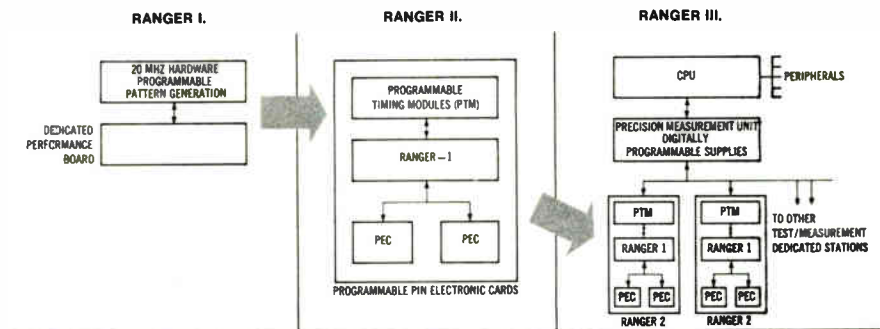 RANGER I.
20 MHZ HARDWARE
PROGRAMMABLE
PATTERN GENERATION
DEDICATED
PERFORMANCE
BOARD
RANGER II.
PROGRAMMABLE
TIMING MODULES (PTM)
RANGER – 1
PEC
PEC
PROGRAMMABLE PIN ELECTRONIC CARDS
RANGER III.
CPU
PERIPHERALS
PRECISION MEASUREMENT UNIT
DIGITALLY
PROGRAMMABLE SUPPLIES
PTM
RANGER 1
PEC
PEC
RANGER 2
PTM
RANGER 1
PEC
PEC
RANGER 2
TO OTHER
TEST/MEASUREMENT
DEDICATED STATIONS